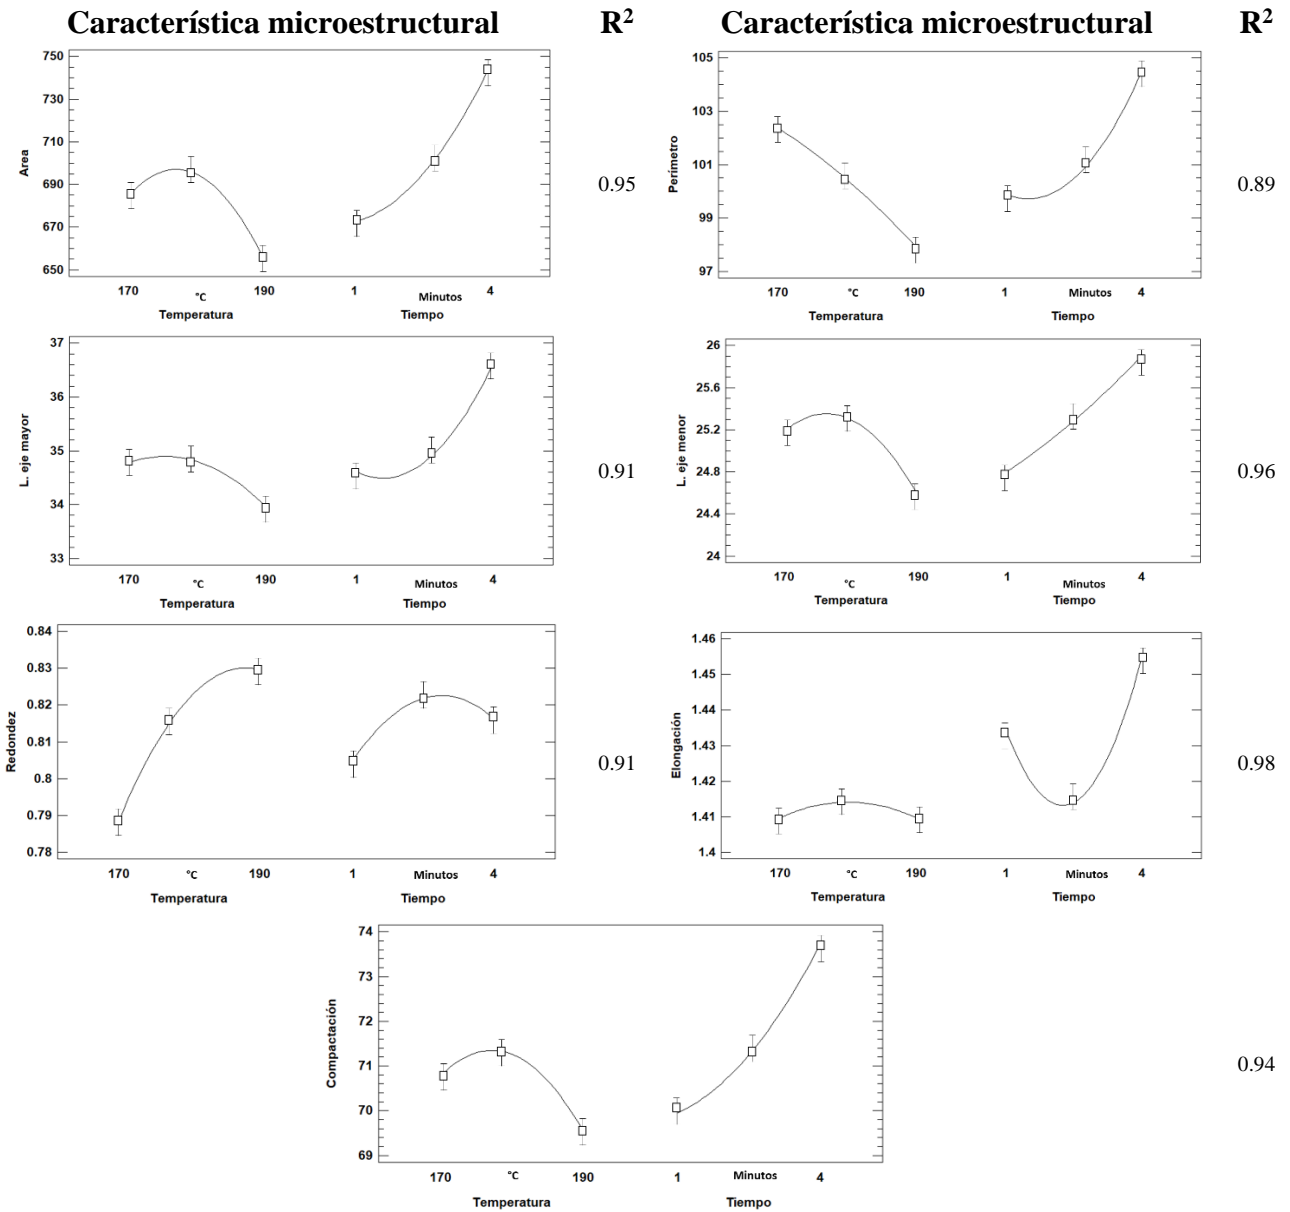 Característica microestructural R² Característica microestructural R²
750
730
710
690
670
650
Area
170 °C 190 1 Minutos 4
Temperatura Tiempo
0.95
105
103
101
99
97
Perímetro
170 °C 190 1 Minutos 4
Temperatura Tiempo
0.89
37
36
35
34
33
L. eje mayor
170 °C 190 1 Minutos 4
Temperatura Tiempo
0.91
26
25.6
25.2
24.8
24.4
24
L. eje menor
170 °C 190 1 Minutos 4
Temperatura Tiempo
0.96
0.84
0.83
0.82
0.81
0.8
0.79
0.78
Redondez
170 °C 190 1 Minutos 4
Temperatura Tiempo
0.91
1.46
1.45
1.44
1.43
1.42
1.41
1.4
Elongación
170 °C 190 1 Minutos 4
Temperatura Tiempo
0.98
74
73
72
71
70
69
Compactación
170 °C 190 1 Minutos 4
Temperatura Tiempo
0.94